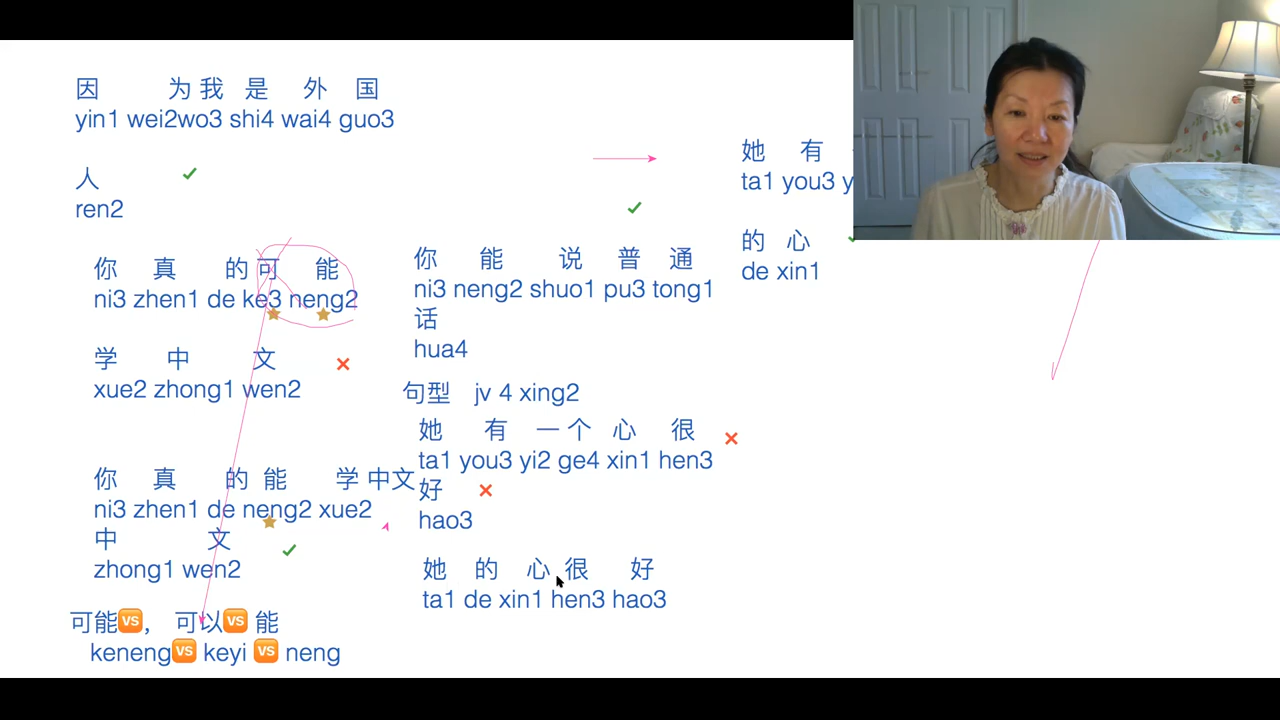 因 为 我 是 外 国
yin1 wei2wo3 shi4 wai4 guo3
人
ren2
你 真 的 可 能
ni3 zhen1 de ke3 neng2
学 中 文
xue2 zhong1 wen2
你 真 的 能 学 中文
ni3 zhen1 de neng2 xue2
中 文
zhong1 wen2
可能🆚, 可以🆚 能
keneng🆚 keyi 🆚 neng
你 能 说 普 通
ni3 neng2 shuo1 pu3 tong1
话
hua4
句型 jv 4 xing2
她 有 一 个 心 很
ta1 you3 yi2 ge4 xin1 hen3
好
hao3
她 的 心 很 好
ta1 de xin1 hen3 hao3
她 有
ta1 you3 y
的 心
de xin1